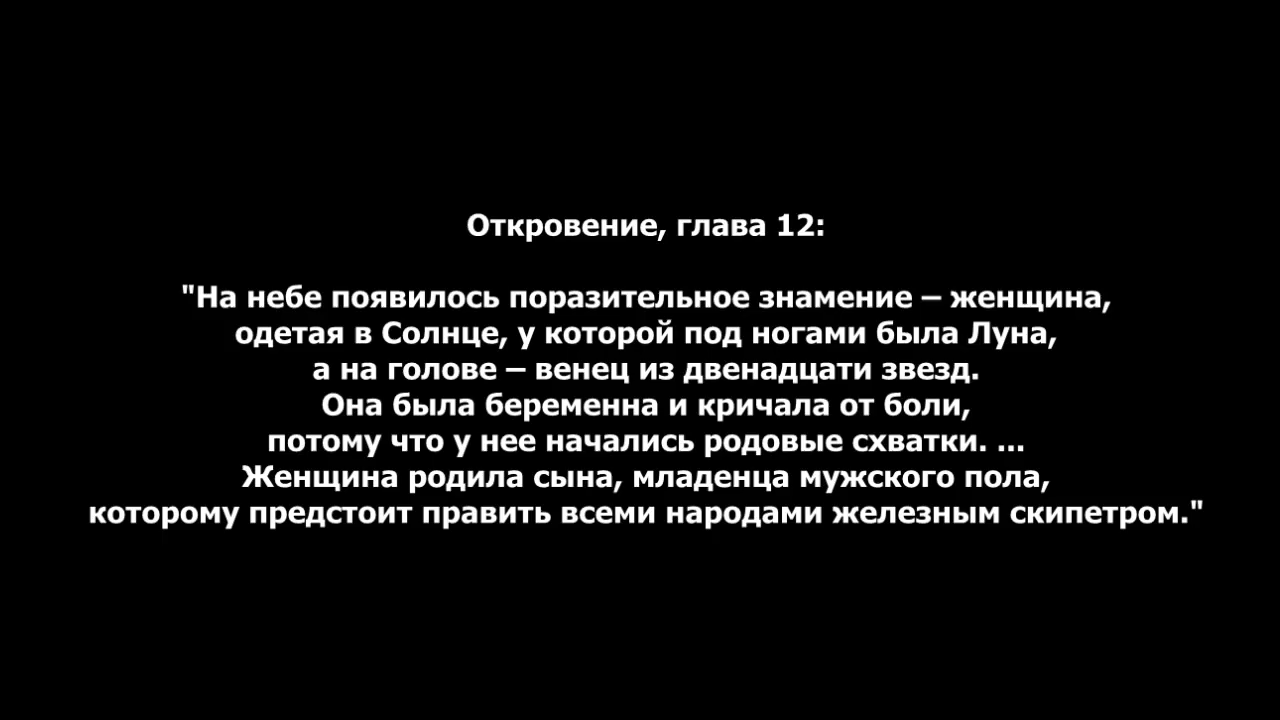 Откровение, глава 12:
"На небе появилось поразительное знамение – женщина,
одетая в Солнце, у которой под ногами была Луна,
а на голове – венец из двенадцати звезд.
Она была беременна и кричала от боли,
потому что у нее начались родовые схватки. ...
Женщина родила сына, младенца мужского пола,
которому предстоит править всеми народами железным скипетром."